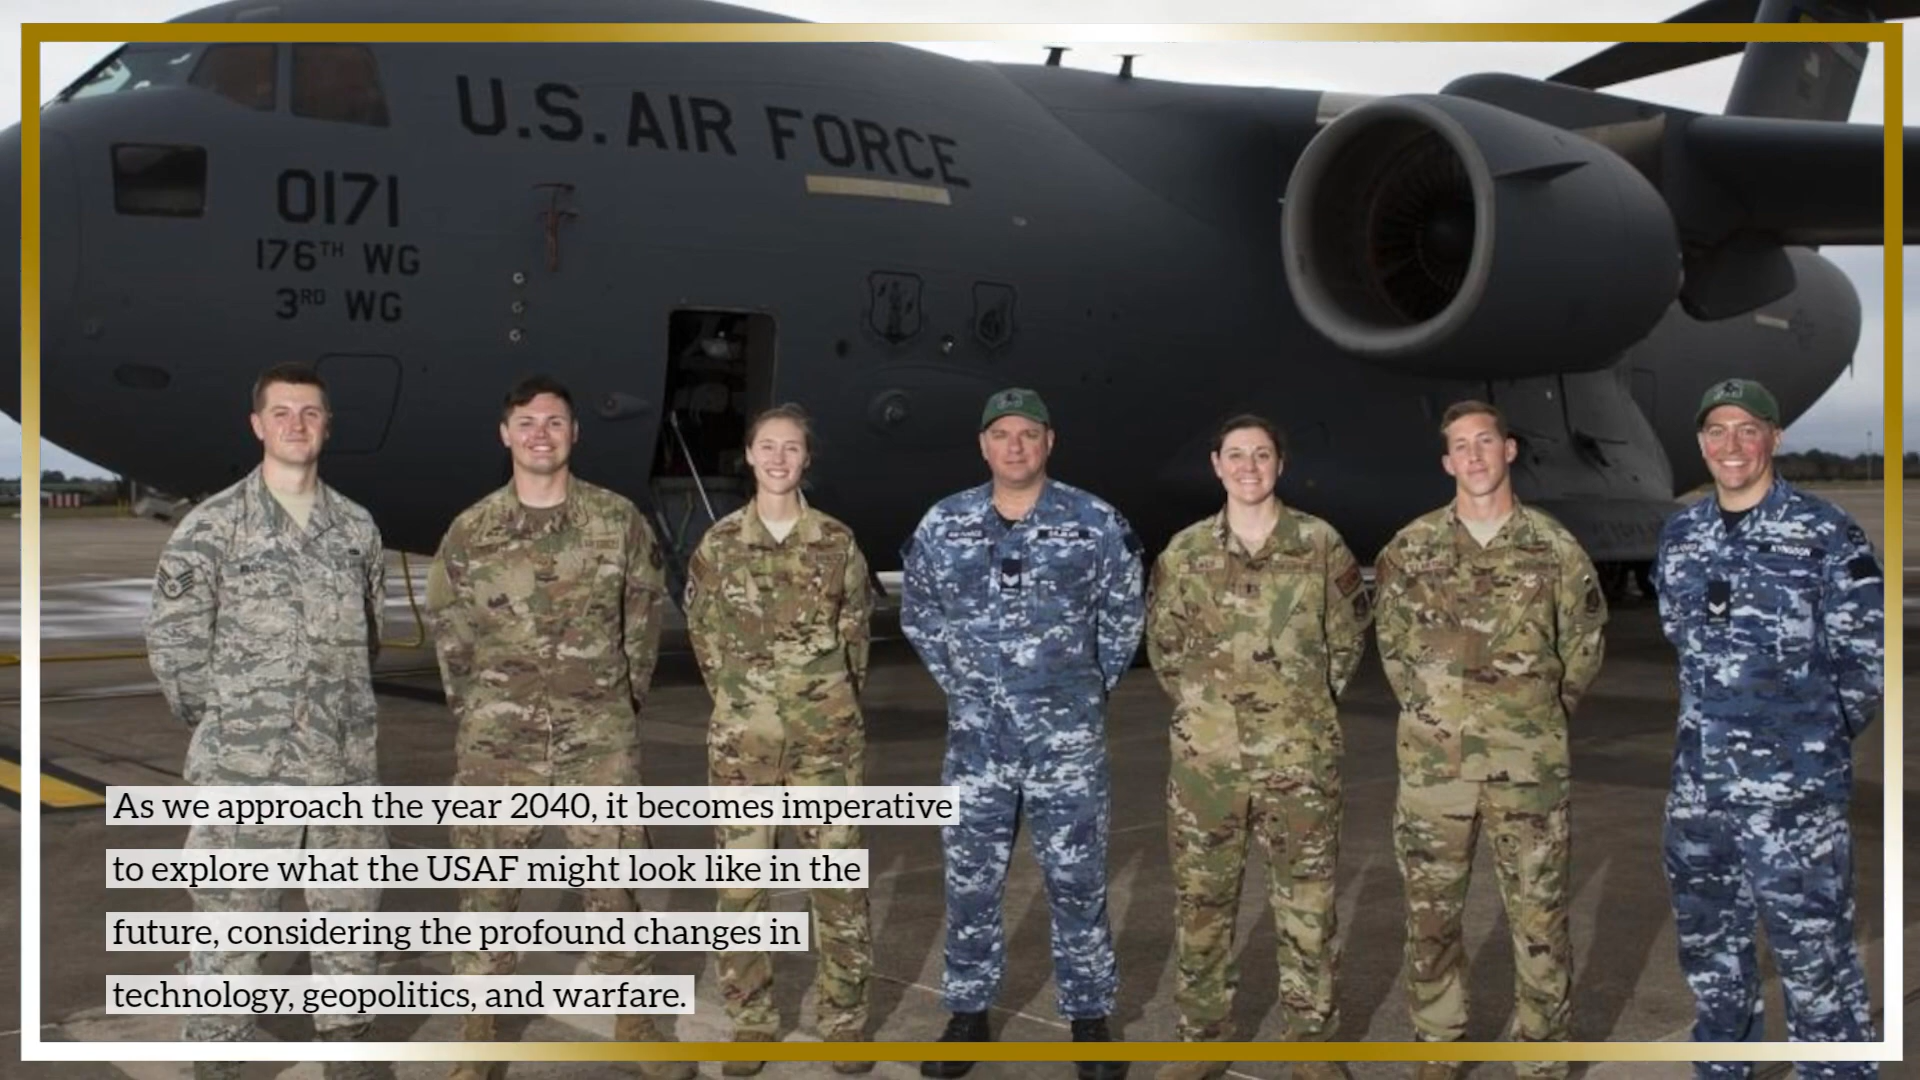 U.S. AIR FORCE
0171
176TH WG
3RD WG
As we approach the year 2040, it becomes imperative
to explore what the USAF might look like in the
future, considering the profound changes in
technology, geopolitics, and warfare.